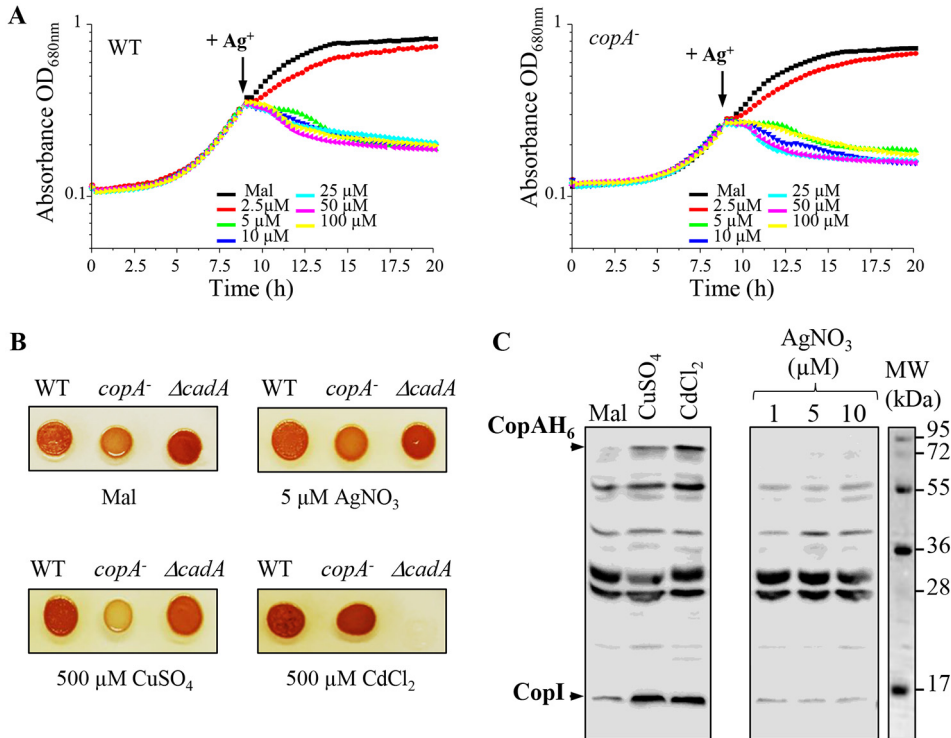 A
WT
+ Ag⁺
Absorbance OD680nm
1
0.1
Mal
2.5μM
5 μM
10 μM
25 μM
50 μM
100 μM
0 2.5 5.0 7.5 10 12.5 15 17.5 20
Time (h)
copA⁻
+ Ag⁺
Absorbance OD680nm
1
0.1
Mal
2.5μM
5 μM
10 μM
25 μM
50 μM
100 μM
0 2.5 5.0 7.5 10 12.5 15 17.5 20
Time (h)
B
WT copA⁻ ΔcadA
Mal
WT copA⁻ ΔcadA
5 μM AgNO₃
WT copA⁻ ΔcadA
500 μM CuSO₄
WT copA⁻ ΔcadA
500 μM CdCl₂
C
Mal CuSO₄ CdCl₂
AgNO₃
(μM)
1 5 10
MW
(kDa)
CopAH₆
CopI
95
72
55
36
28
17